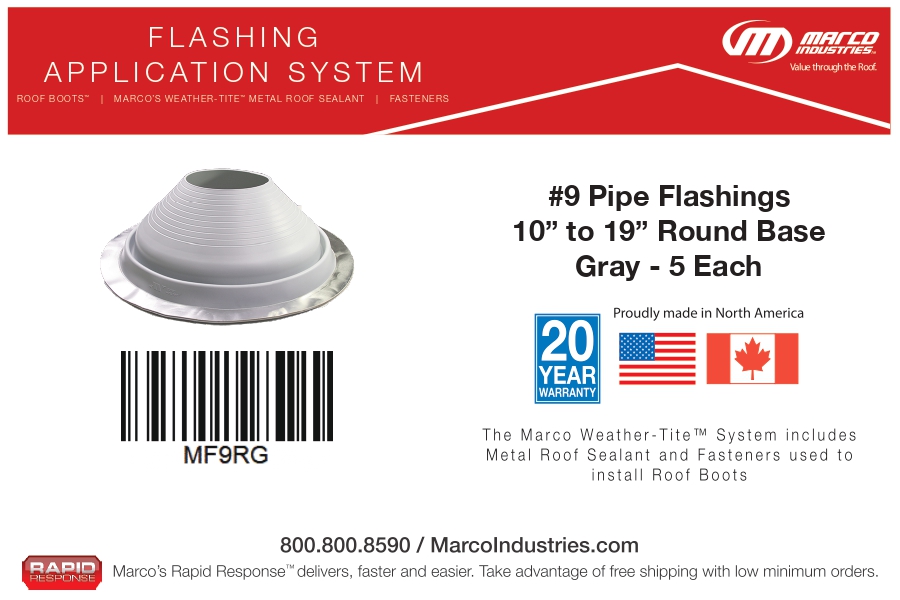 FLASHING
APPLICATION SYSTEM
ROOF BOOTS™ | MARCO'S WEATHER-TITE™ METAL ROOF SEALANT | FASTENERS
MARCO
INDUSTRIES™
Value through the Roof.
#9 Pipe Flashings
10” to 19” Round Base
Gray - 5 Each
Proudly made in North America
20
YEAR
WARRANTY
MF9RG
The Marco Weather-Tite™ System includes
Metal Roof Sealant and Fasteners used to
install Roof Boots
800.800.8590 / MarcoIndustries.com
RAPID
RESPONSE
Marco’s Rapid Response™ delivers, faster and easier. Take advantage of free shipping with low minimum orders.